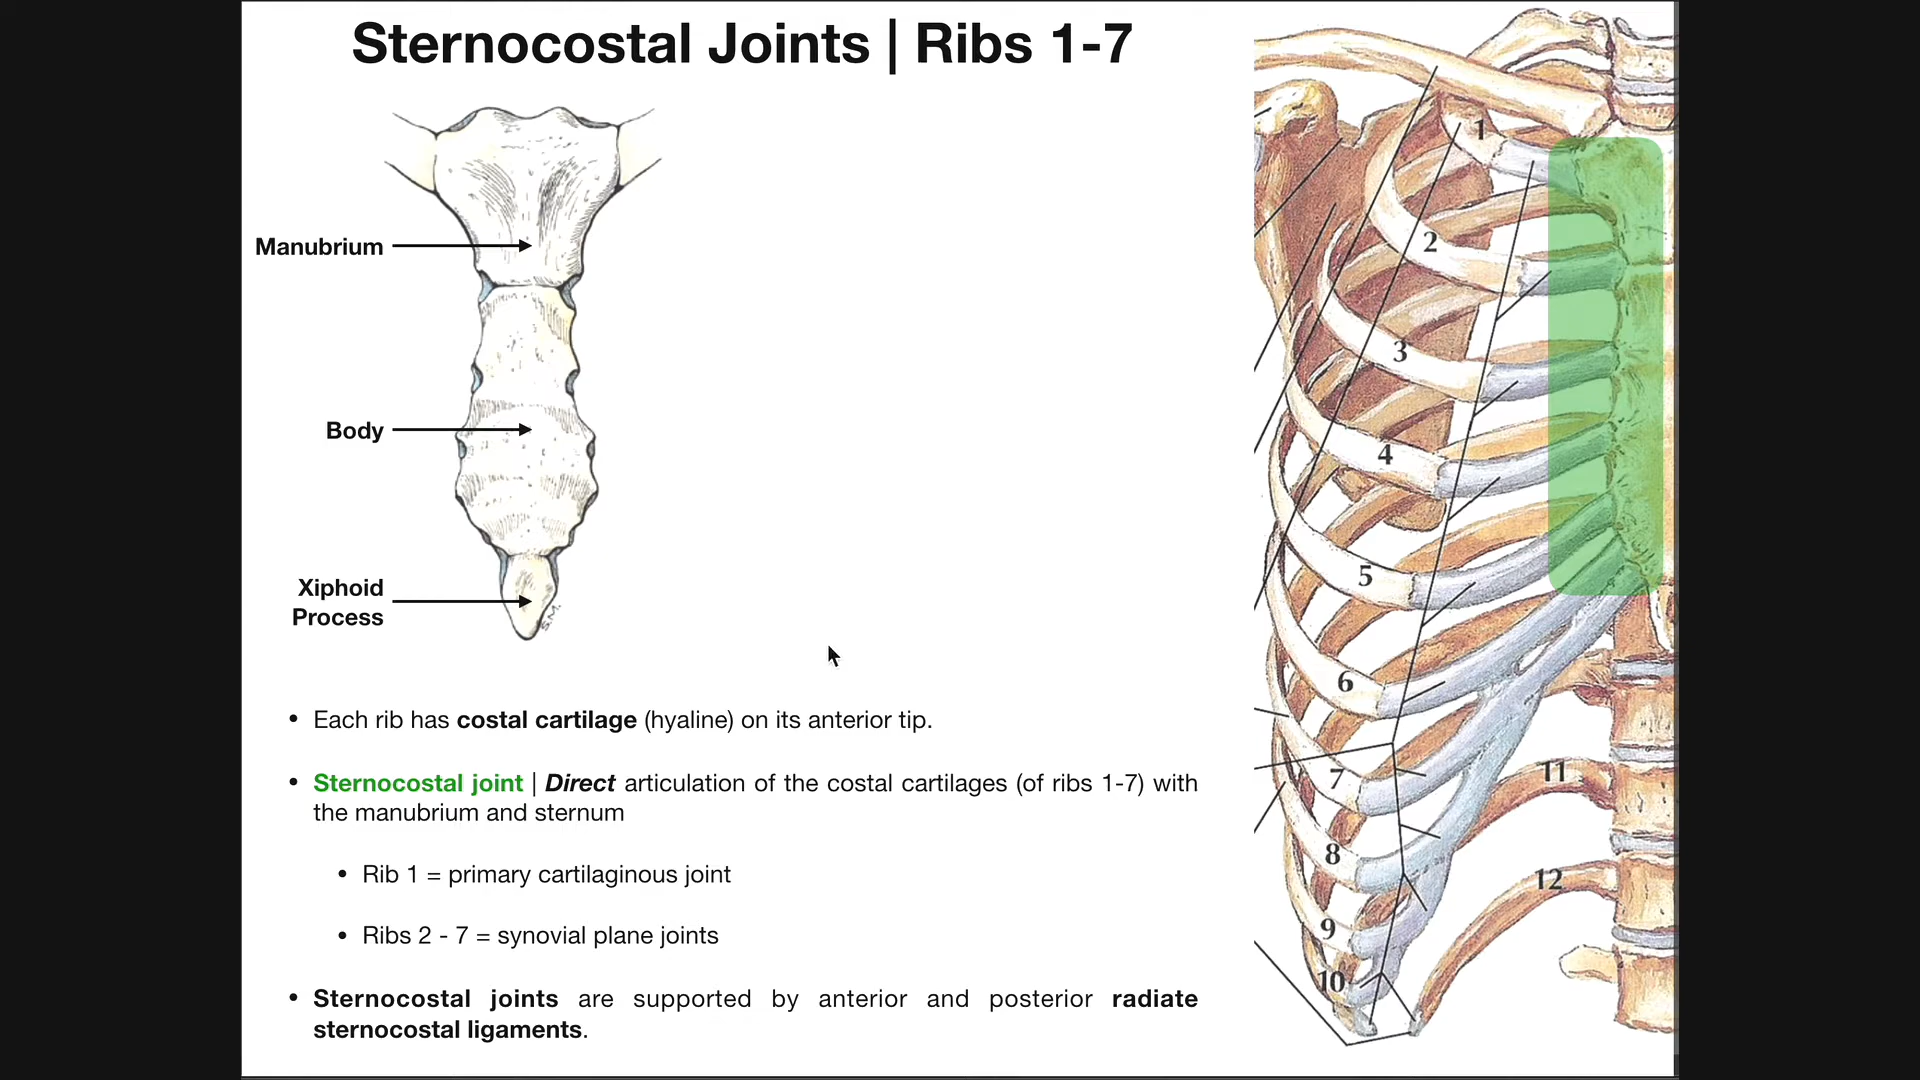 Sternocostal Joints | Ribs 1-7
Manubrium
Body
Xiphoid
Process
• Each rib has costal cartilage (hyaline) on its anterior tip.
• Sternocostal joint | Direct articulation of the costal cartilages (of ribs 1-7) with
the manubrium and sternum
• Rib 1 = primary cartilaginous joint
• Ribs 2 - 7 = synovial plane joints
• Sternocostal joints are supported by anterior and posterior radiate
sternocostal ligaments.
1
2
3
4
5
6
7
8
9
10
11
12